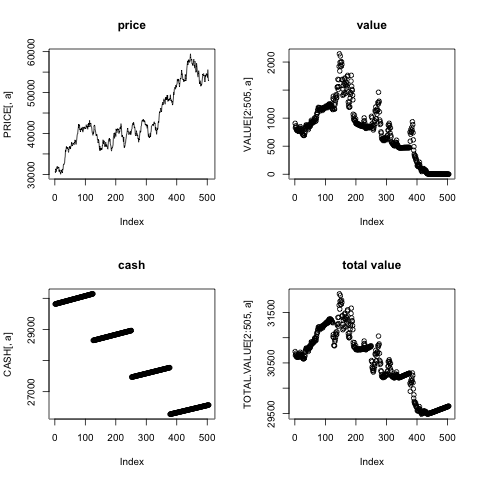 price
PRICE[, a]
30000 40000 50000 60000
0 100 200 300 400 500
Index
value
VALUE[2:505, a]
0 500 1000 2000
0 100 200 300 400 500
Index
cash
CASH[, a]
27000 29000
0 100 200 300 400 500
Index
total value
TOTAL.VALUE[2:505, a]
29500 30500 31500
0 100 200 300 400 500
Index